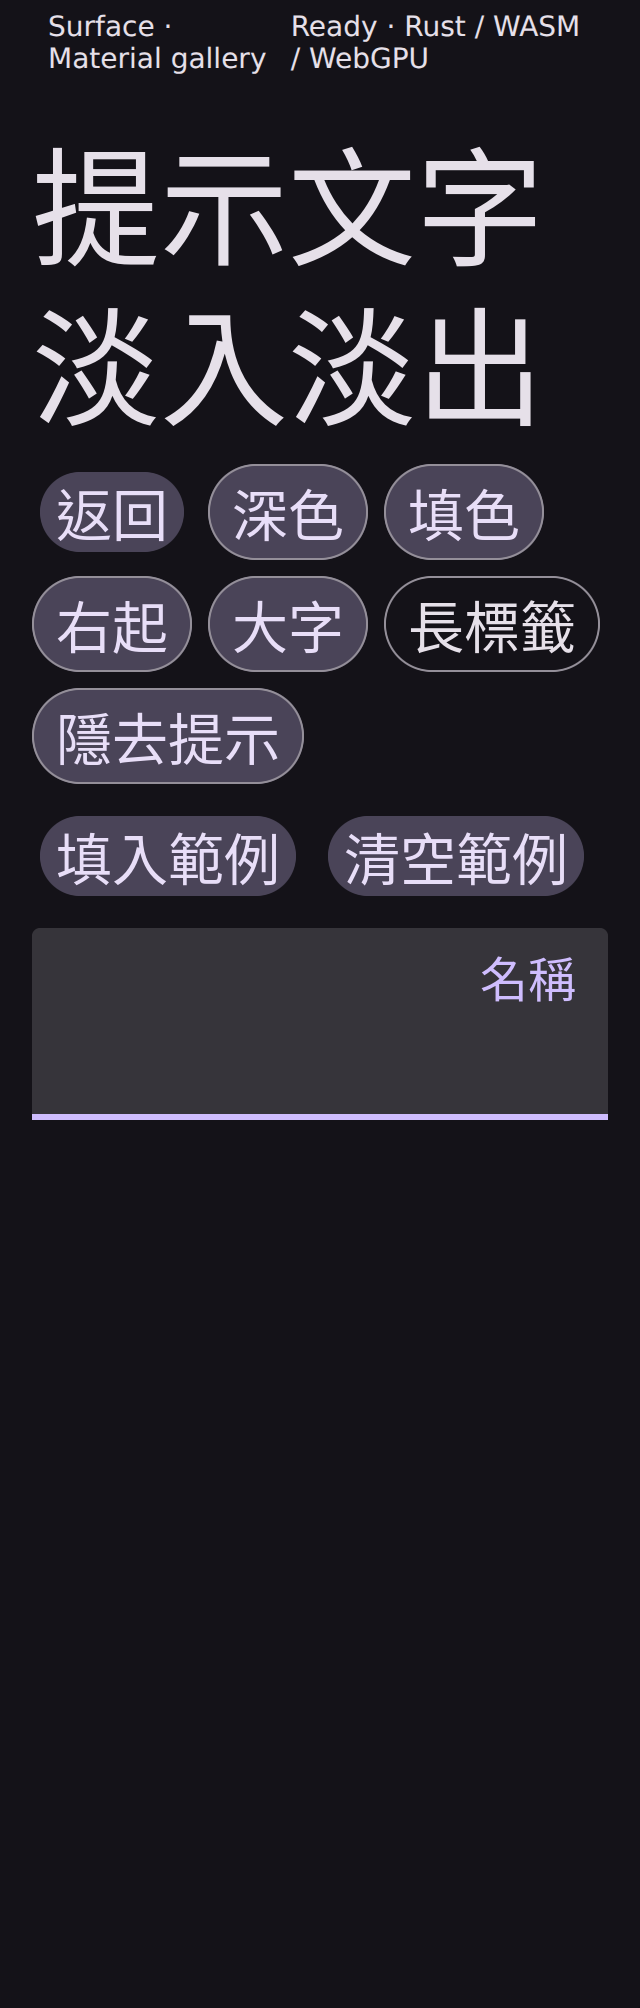 Surface ·
Material gallery
Ready · Rust / WASM
/ WebGPU
提示文字
淡入淡出
返回 深色 填色
右起 大字 長標籤
隱去提示
填入範例 清空範例
名稱